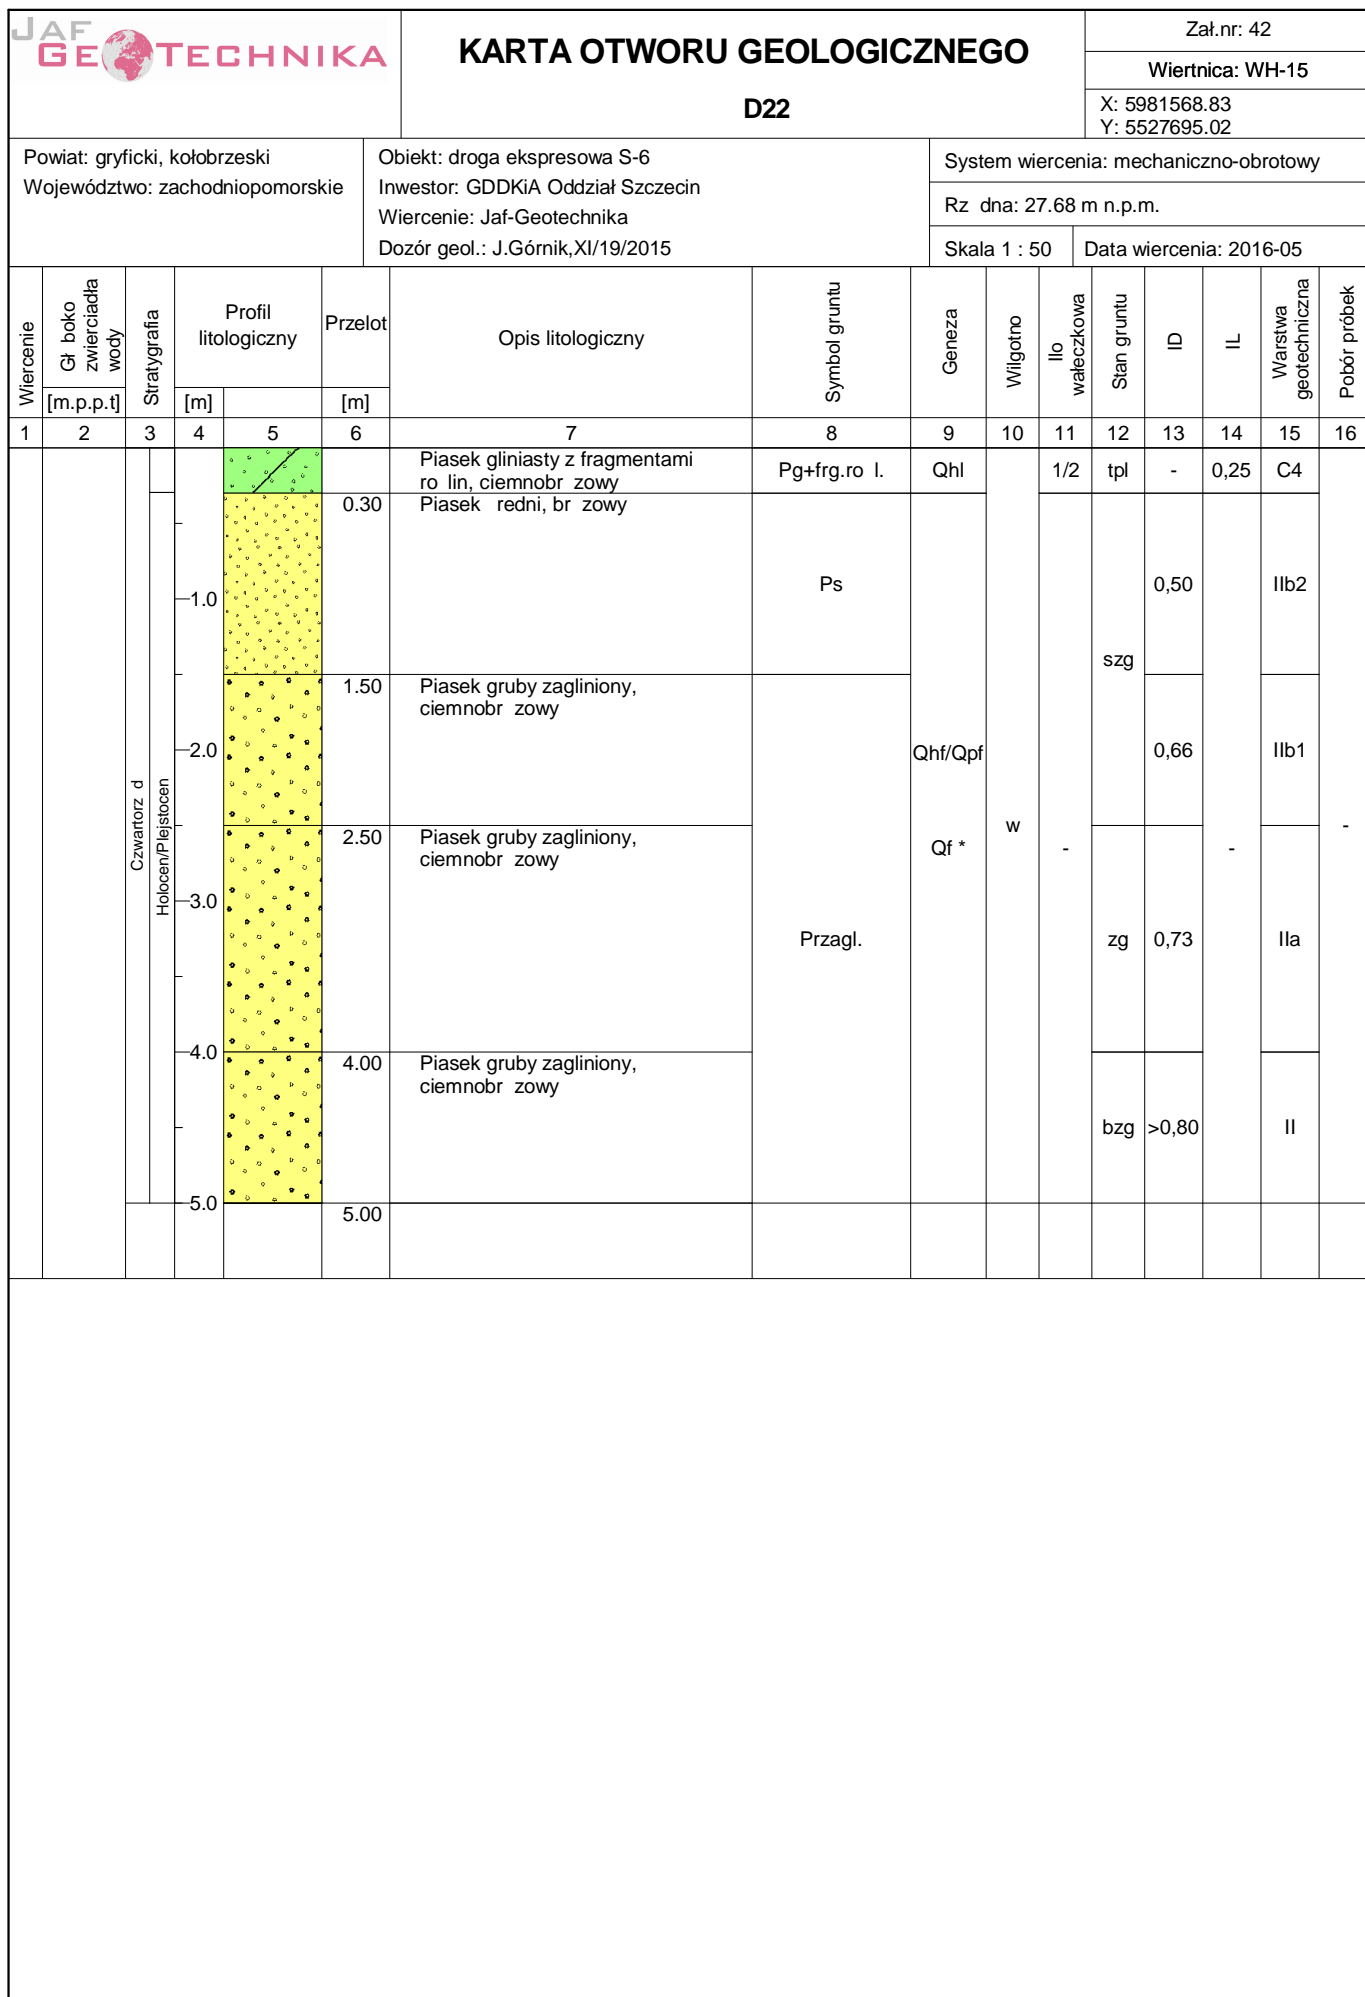 JAF
GEOTECHNIKA
KARTA OTWORU GEOLOGICZNEGO
D22
Zał.nr: 42
Wiertnica: WH-15
X: 5981568.83
Y: 5527695.02
Powiat: gryficki, kołobrzeski
Województwo: zachodniopomorskie
Obiekt: droga ekspresowa S-6
Inwestor: GDDKiA Oddział Szczecin
Wiercenie: Jaf-Geotechnika
Dozór geol.: J.Górnik,XI/19/2015
System wiercenia: mechaniczno-obrotowy
Rz dna: 27.68 m n.p.m.
Skala 1 : 50
Data wiercenia: 2016-05
Wiercenie
Gł boko
zwierciadła
wody
[m.p.p.t]
Stratygrafia
Profil
litologiczny
[m]
Przelot
[m]
Opis litologiczny
Symbol gruntu
Geneza
Wilgotno
Ilo
wałeczkowa
Stan gruntu
ID
IL
Warstwa
geotechniczna
Pobór próbek
1 2 3 4 5 6 7 8 9 10 11 12 13 14 15 16
Piasek gliniasty z fragmentami
ro lin, ciemnobr zowy
Pg+frg.ro l.
Qhl
1/2
tpl
-
0,25
C4
0.30
Piasek redni, br zowy
1.0
Ps
0,50
IIb2
szg
1.50
Piasek gruby zagliniony,
ciemnobr zowy
2.0
Qhf/Qpf
0,66
IIb1
Czwartorz d
Holocen/Plejstocen
2.50
Piasek gruby zagliniony,
ciemnobr zowy
Qf *
w
-
-
-
3.0
Przagl.
zg
0,73
IIa
4.0
4.00
Piasek gruby zagliniony,
ciemnobr zowy
bzg
>0,80
II
5.0
5.00